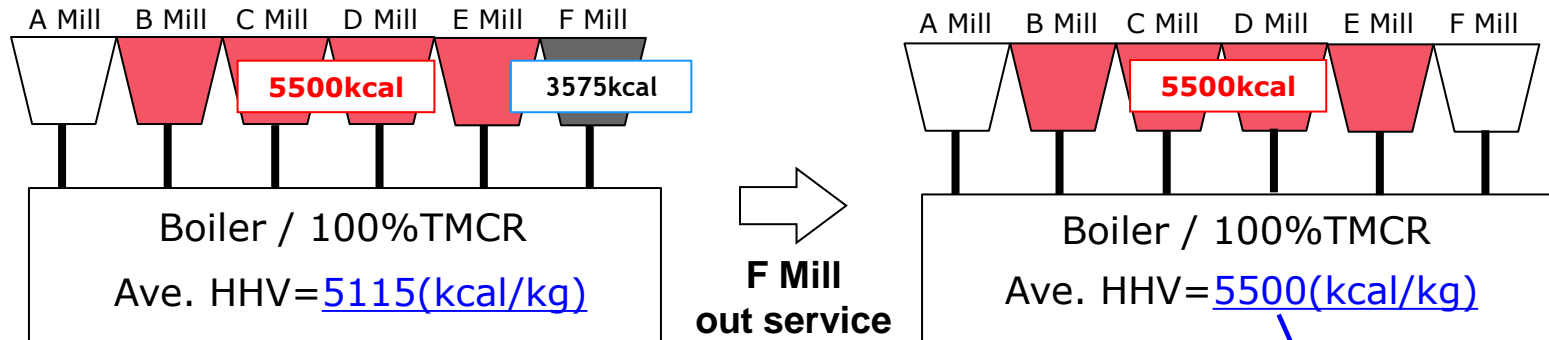 A Mill B Mill C Mill D Mill E Mill F Mill
5500kcal 3575kcal
Boiler / 100%TMCR
Ave. HHV=5115(kcal/kg)
F Mill
out service
A Mill B Mill C Mill D Mill E Mill F Mill
5500kcal
Boiler / 100%TMCR
Ave. HHV=5500(kcal/kg)